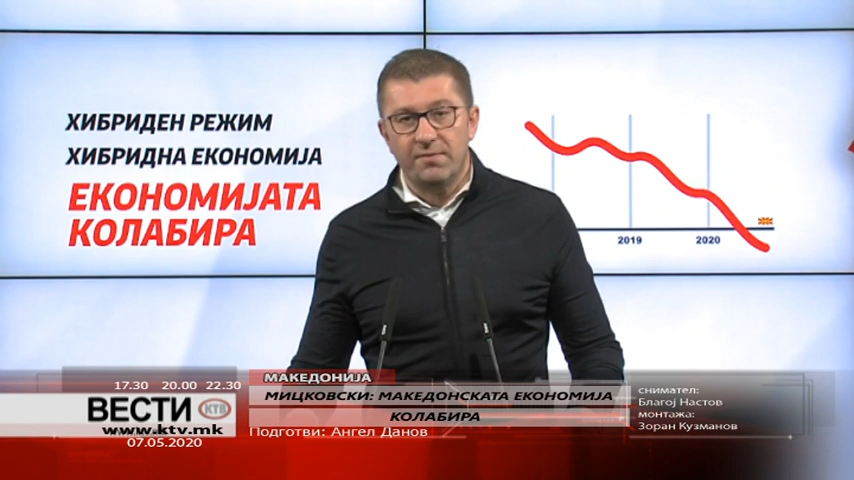 ХИБРИДЕН РЕЖИМ
ХИБРИДНА ЕКОНОМИЈА
ЕКОНОМИЈАТА
КОЛАБИРА
2019
2020
17.30 20.00 22.30
ВЕСТИ КТВ
www.ktv.mk
07.05.2020
МАКЕДОНИЈА
МИЦКОВСКИ: МАКЕДОНСКАТА ЕКОНОМИЈА
КОЛАБИРА
Подготви: Ангел Данов
снимател:
Благој Настов
монтажа:
Зоран Кузманов